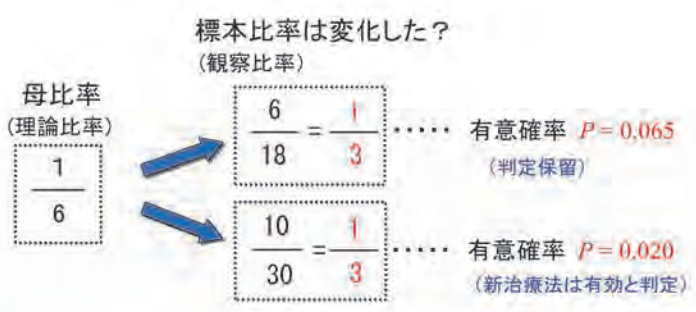 標本比率は変化した？
(観察比率)
母比率
(理論比率)
1
6
6
18
=
1
3
・・・・・ 有意確率 P = 0.065
(判定保留)
10
30
=
1
3
・・・・・ 有意確率 P = 0.020
(新治療法は有効と判定)